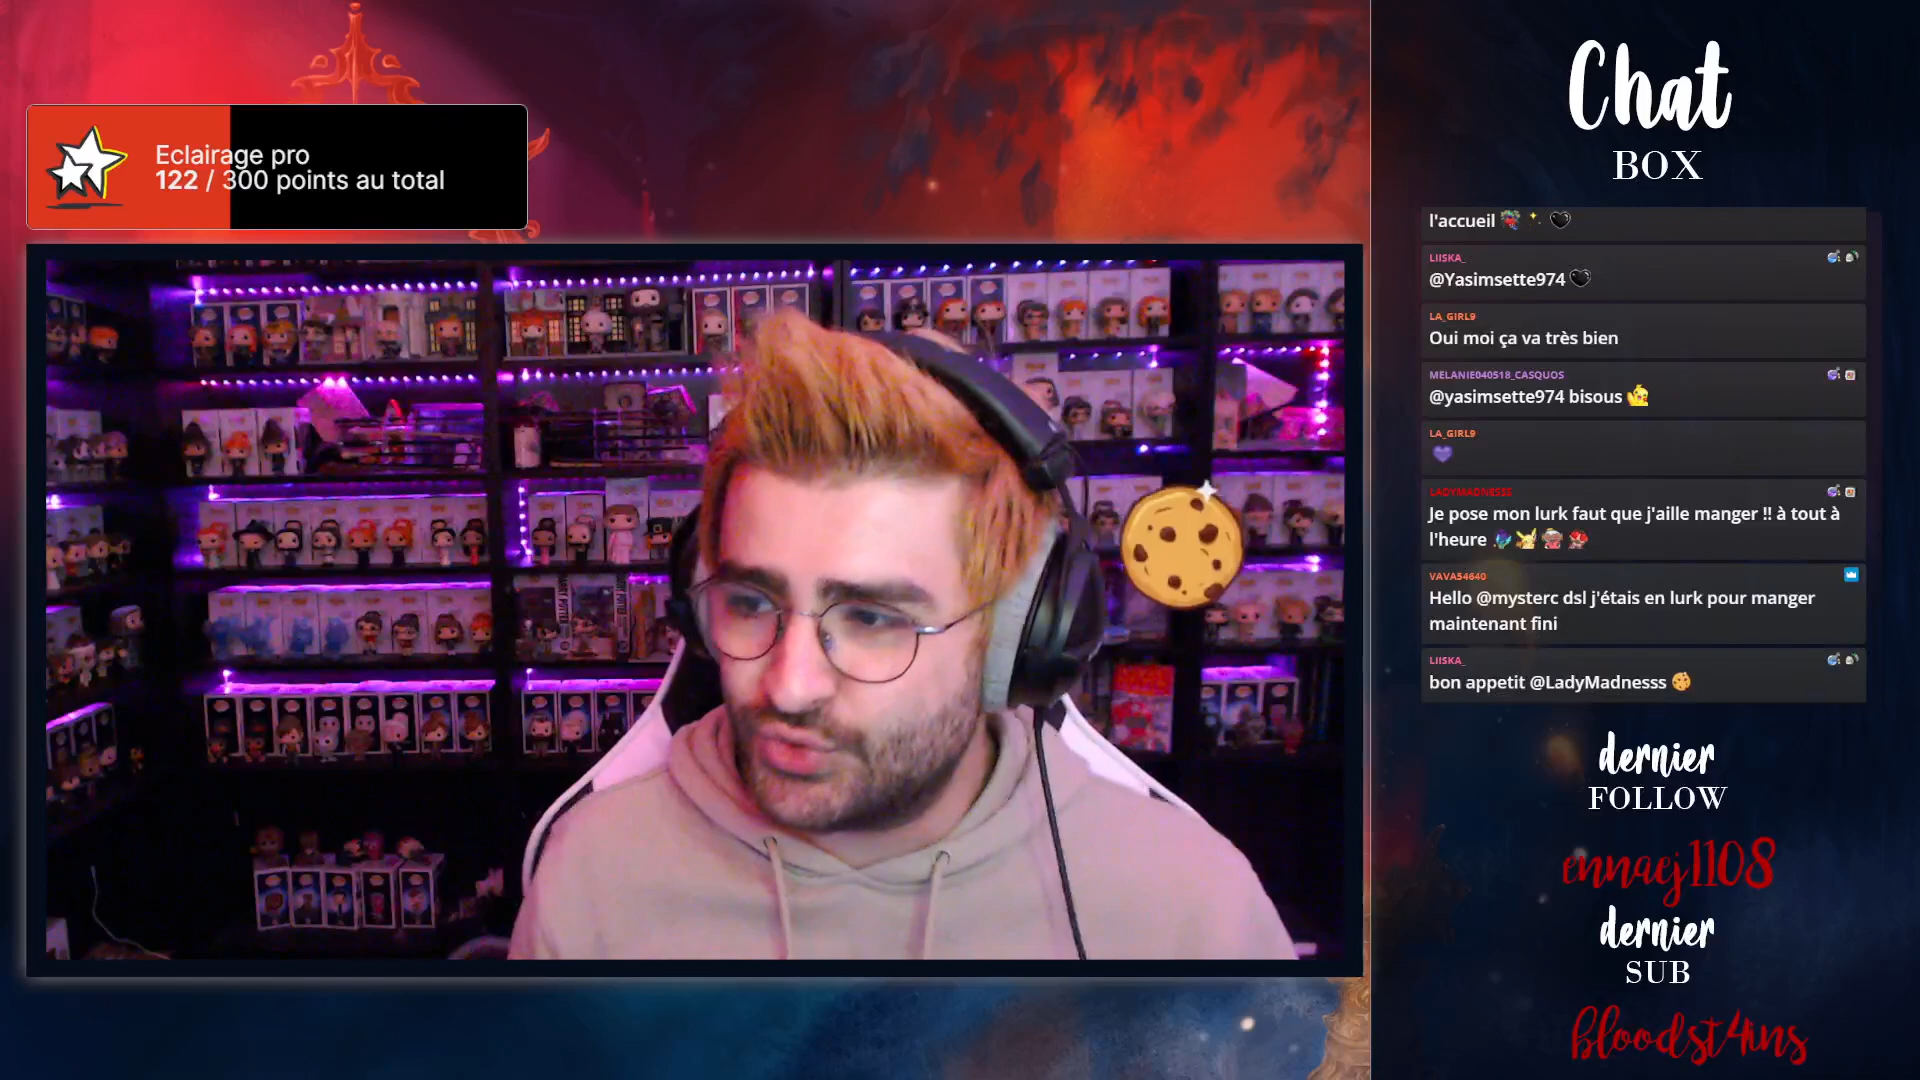 Eclairage pro
122 / 300 points au total
Chat
BOX
l'accueil
LIISKA_
@Yasimsette974
LA_GIRL9
Oui moi ça va très bien
MELANIE040518_CASQUOS
@yasimsette974 bisous
LA_GIRL9
LADYMADNESSS
Je pose mon lurk faut que j'aille manger !! à tout à
l'heure
VAVA54640
Hello @mysterc dsl j'étais en lurk pour manger
maintenant fini
LIISKA_
bon appetit @LadyMadnesss
dernier
FOLLOW
ennaej1108
dernier
SUB
bloodst4ins